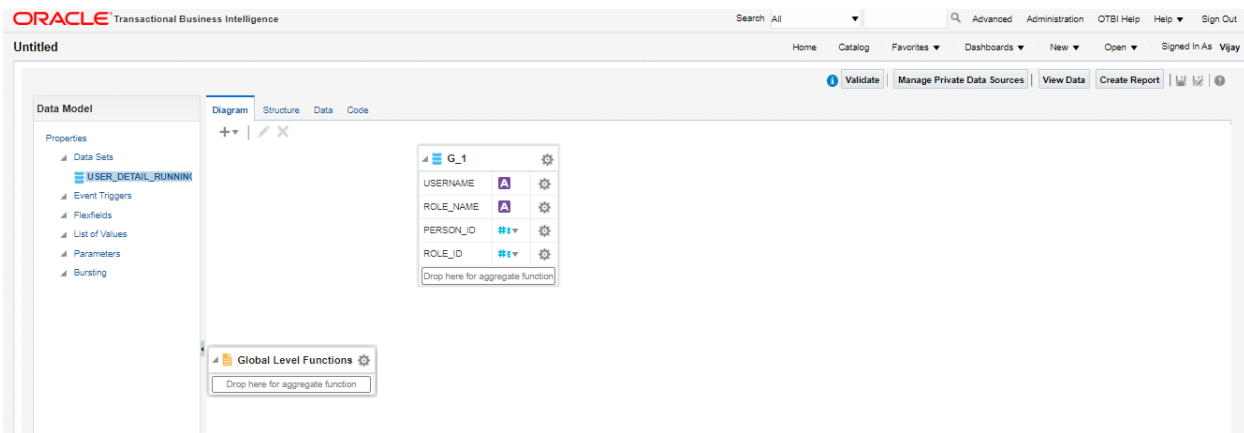 ORACLE Transactional Business Intelligence Search All Advanced Administration OTBI Help Help Sign Out
Untitled Home Catalog Favorites Dashboards New Open Signed In As Vijay
Validate Manage Private Data Sources View Data Create Report
Data Model
Properties
Data Sets
USER_DETAIL_RUNNING
Event Triggers
Flexfields
List of Values
Parameters
Bursting
Diagram Structure Data Code
G_1
USERNAME A
ROLE_NAME A
PERSON_ID #E
ROLE_ID #E
Drop here for aggregate function
Global Level Functions
Drop here for aggregate function